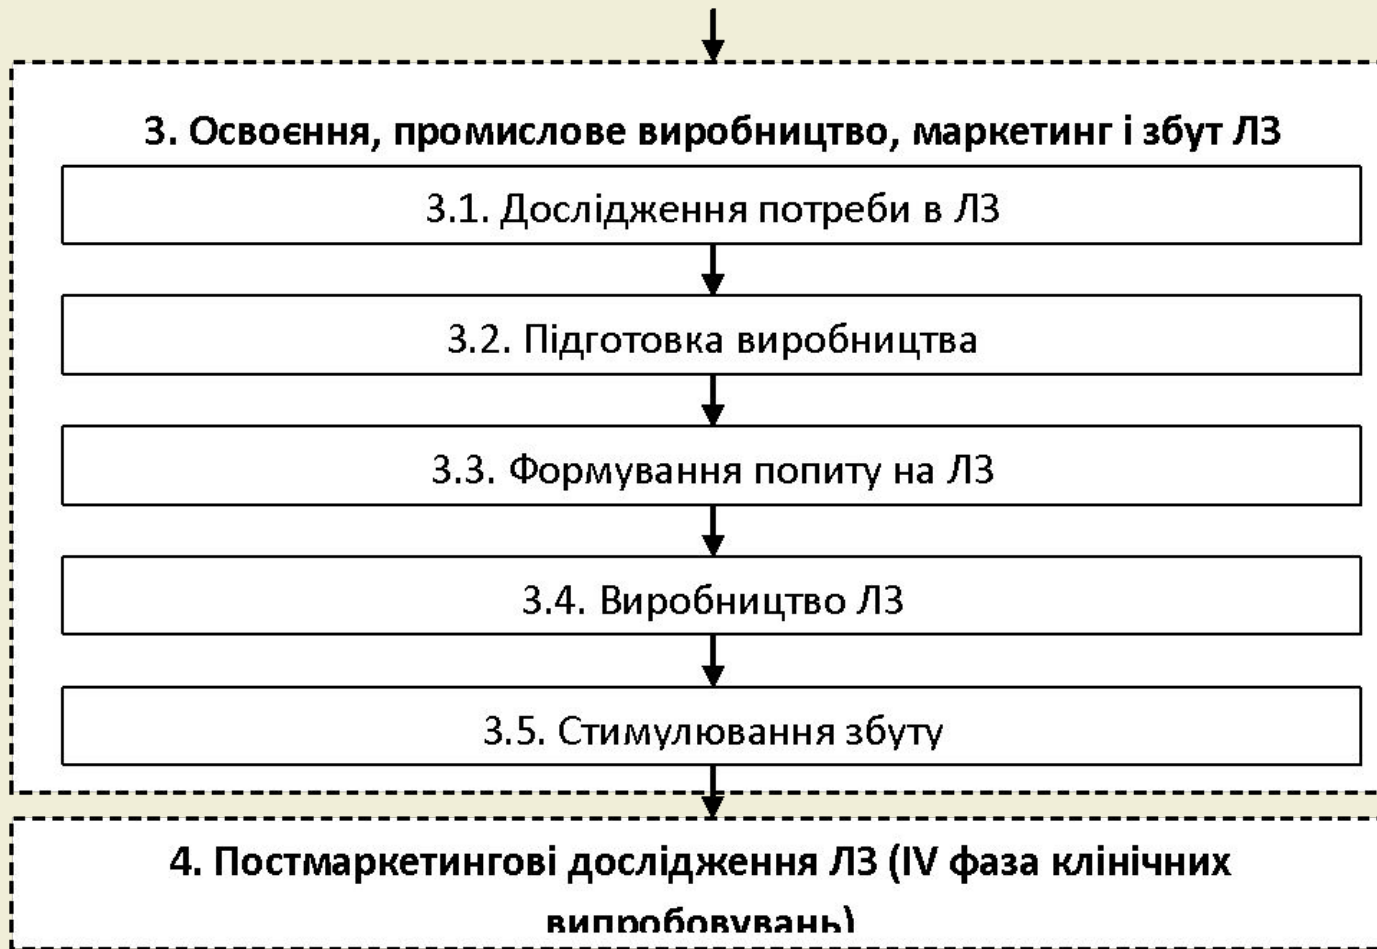 3. Освоєння, промислове виробництво, маркетинг і збут ЛЗ
3.1. Дослідження потреби в ЛЗ
3.2. Підготовка виробництва
3.3. Формування попиту на ЛЗ
3.4. Виробництво ЛЗ
3.5. Стимулювання збуту
4. Постмаркетингові дослідження ЛЗ (IV фаза клінічних
випробовувань)